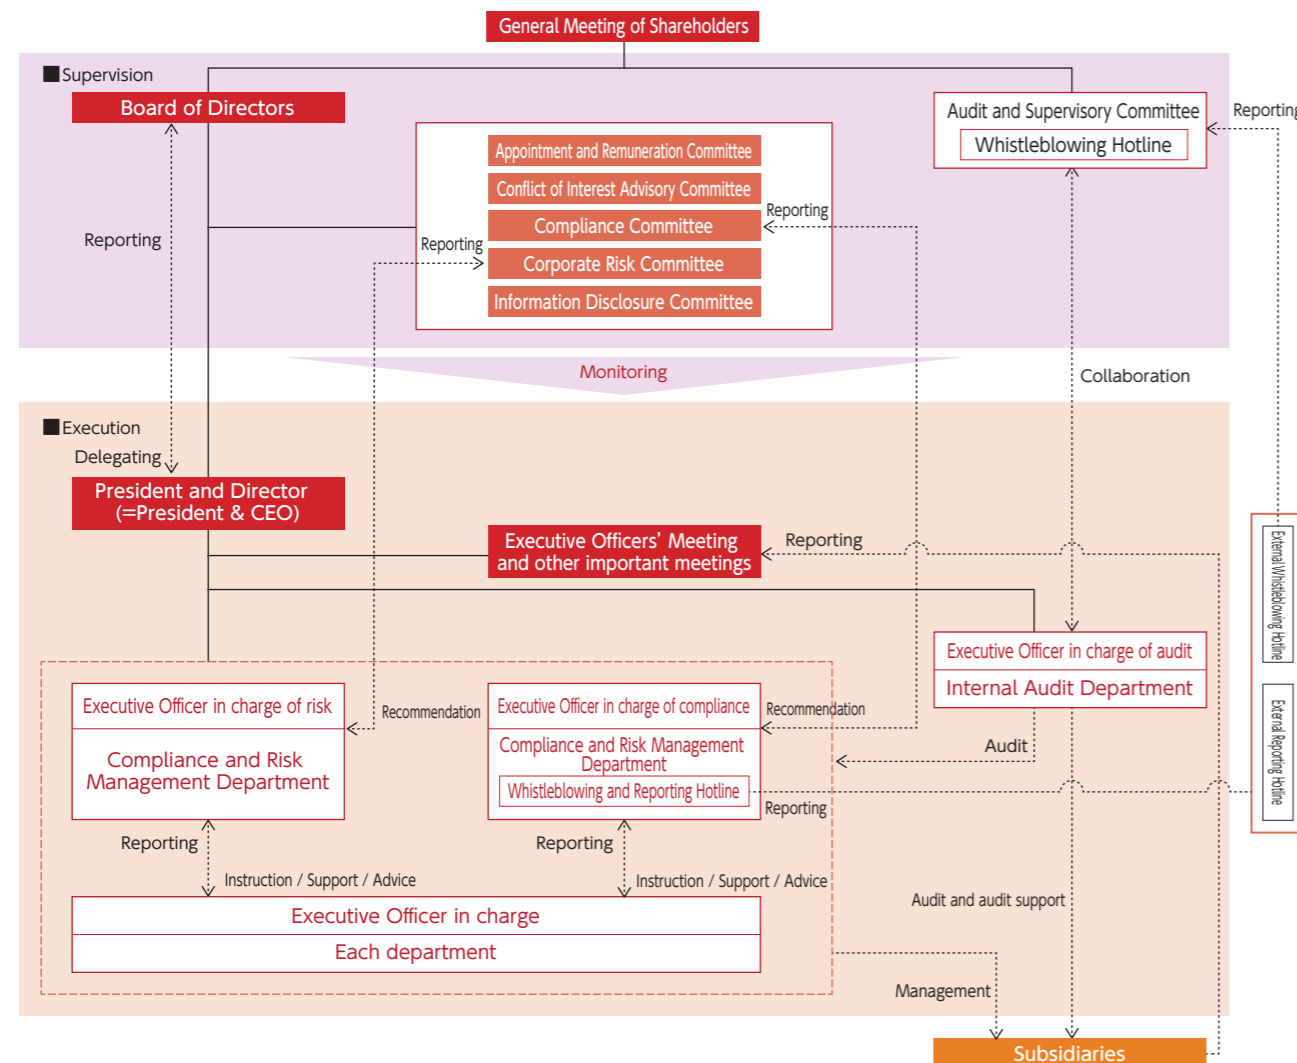 General Meeting of Shareholders
■Supervision
Board of Directors
Audit and Supervisory Committee
Whistleblowing Hotline
Reporting
Appointment and Remuneration Committee
Conflict of Interest Advisory Committee
Compliance Committee
Corporate Risk Committee
Information Disclosure Committee
Reporting
Reporting
Reporting
Monitoring
Collaboration
■Execution
Delegating
President and Director
(=President & CEO)
Executive Officers' Meeting
and other important meetings
Reporting
External Whistleblowing Hotline
External Reporting Hotline
Executive Officer in charge of audit
Internal Audit Department
Executive Officer in charge of risk
Compliance and Risk
Management Department
Recommendation
Executive Officer in charge of compliance
Compliance and Risk Management
Department
Whistleblowing and Reporting Hotline
Recommendation
Audit
Reporting
Reporting
Instruction / Support / Advice
Reporting
Instruction / Support / Advice
Executive Officer in charge
Each department
Audit and audit support
Management
Subsidiaries